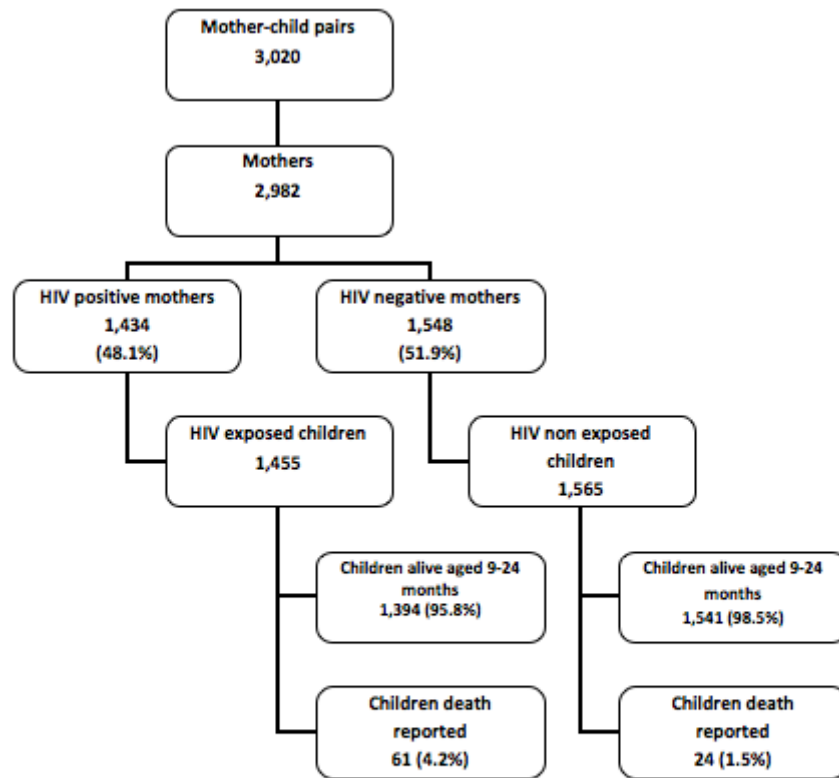 Mother-child pairs
3,020
Mothers
2,982
HIV positive mothers
1,434
(48.1%)
HIV negative mothers
1,548
(51.9%)
HIV exposed children
1,455
HIV non exposed
children
1,565
Children alive aged 9-24
months
1,394 (95.8%)
Children alive aged 9-24
months
1,541 (98.5%)
Children death
reported
61 (4.2%)
Children death
reported
24 (1.5%)